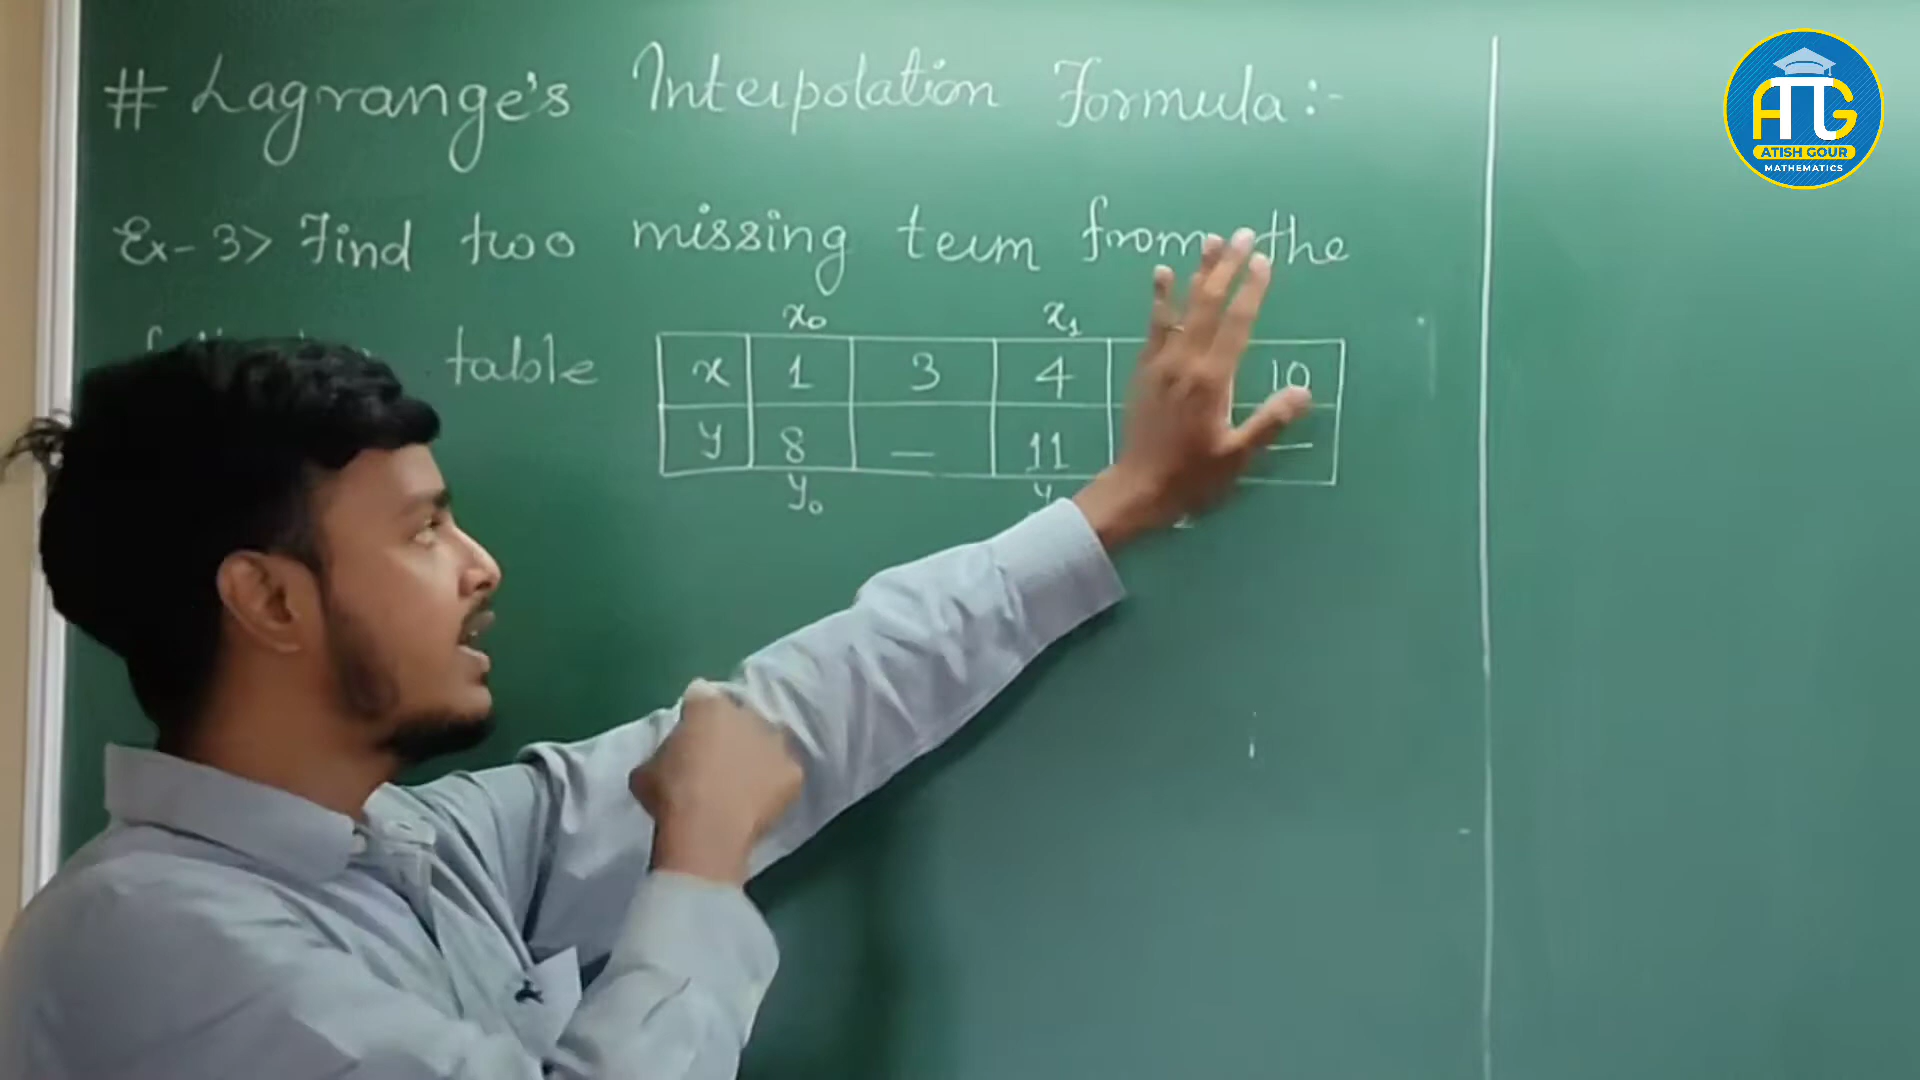 # Lagrange's Interpolation Formula:-
Ex-3> Find two missing term from the
table
x₀ x₁
x 1 3 4 10
y 8 — 11 —
y₀ y
ATG
ATISH GOUR
MATHEMATICS